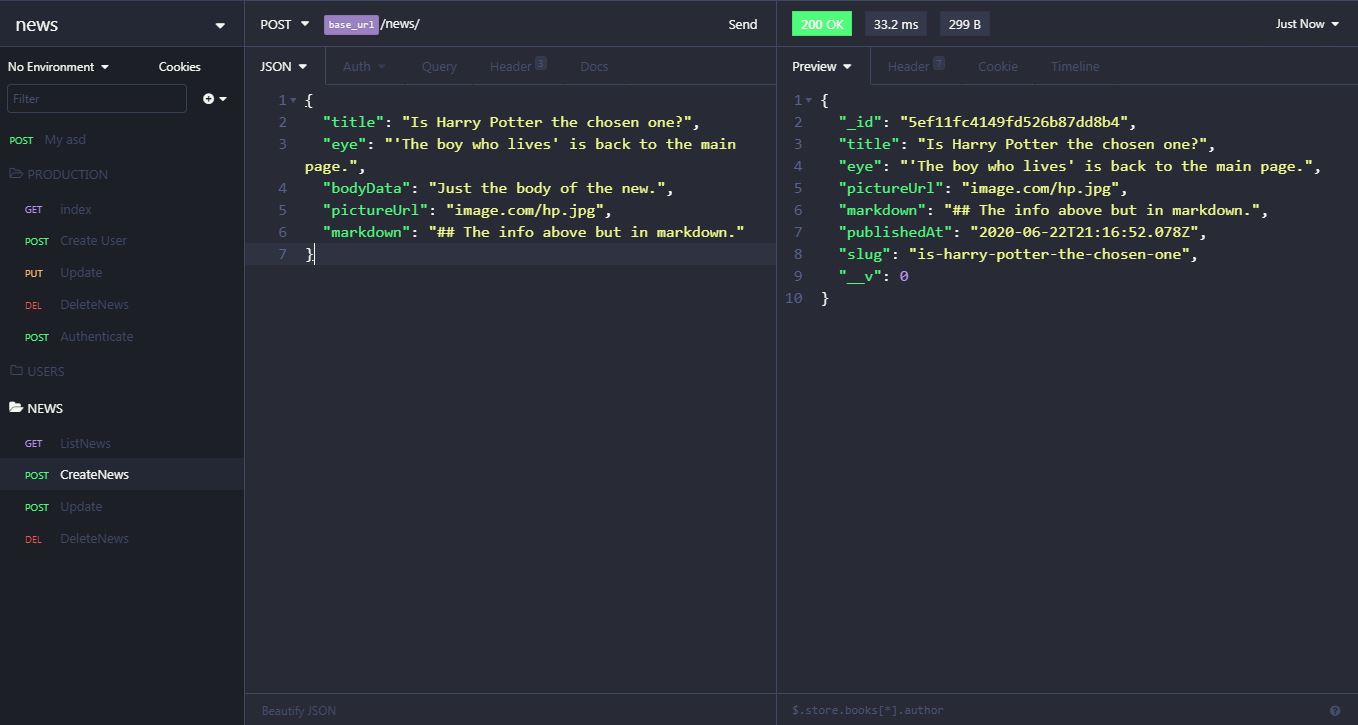 news
No Environment
Cookies
Filter
POST My asd
PRODUCTION
GET index
POST Create User
PUT Update
DEL DeleteNews
POST Authenticate
USERS
NEWS
GET ListNews
POST CreateNews
POST Update
DEL DeleteNews
POST base_url/news/ Send
JSON Auth Query Header 3 Docs
1 {
2 "title": "Is Harry Potter the chosen one?",
3 "eye": "'The boy who lives' is back to the main
page.",
4 "bodyData": "Just the body of the new.",
5 "pictureUrl": "image.com/hp.jpg",
6 "markdown": "## The info above but in markdown."
7 }
Beautify JSON
200 OK 33.2 ms 299 B Just Now
Preview Header 7 Cookie Timeline
1 {
2 "_id": "5ef11fc4149fd526b87dd8b4",
3 "title": "Is Harry Potter the chosen one?",
4 "eye": "'The boy who lives' is back to the main page.",
5 "pictureUrl": "image.com/hp.jpg",
6 "markdown": "## The info above but in markdown.",
7 "publishedAt": "2020-06-22T21:16:52.078Z",
8 "slug": "is-harry-potter-the-chosen-one",
9 "__v": 0
10 }
$.store.books[*].author